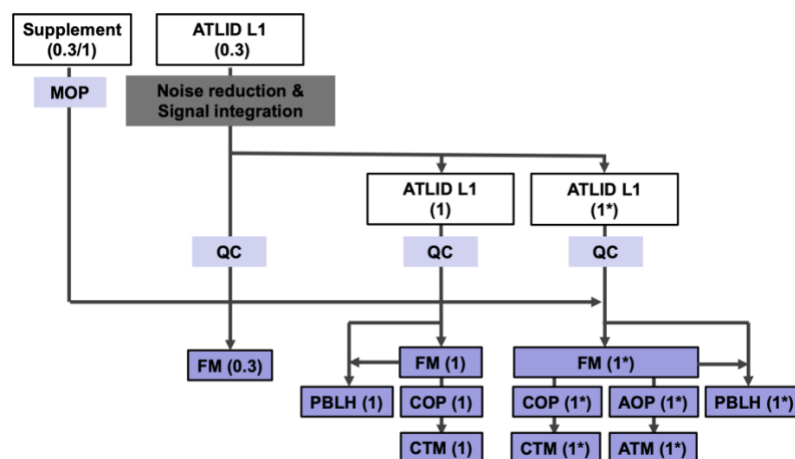 Supplement
(0.3/1)
ATLID L1
(0.3)
MOP
Noise reduction &
Signal integration
ATLID L1
(1)
ATLID L1
(1*)
QC
QC
QC
FM (0.3)
FM (1)
FM (1*)
PBLH (1)
COP (1)
COP (1*)
AOP (1*)
PBLH (1*)
CTM (1)
CTM (1*)
ATM (1*)